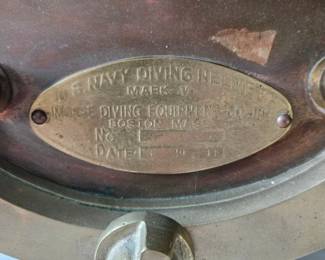 U.S. NAVY DIVING HELMET
MARK V
MORSE DIVING EQUIPMENT CO. INC.
BOSTON MASS
No.
DATE